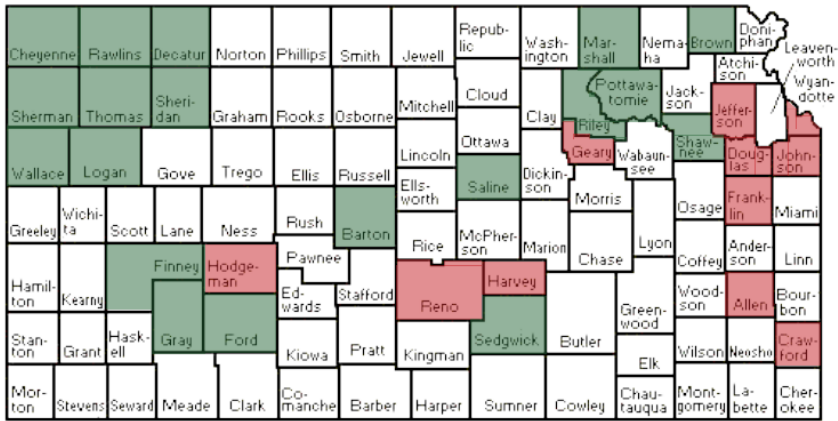 Cheyenne Rawlins Decatur Norton Phillips Smith Jewell
Repub-
lic
Wash-
ington
Mar-
shall
Nema-
ha
Brown
Doni-
phan
Leaven-
worth
Atchi-
son
Wyan-
dotte
Sherman Thomas
Sheri-
dan
Graham Rooks Osborne
Mitchell
Cloud
Clay
Pottawa-
tomie
Jack-
son
Jeffer-
son
Riley
Ottawa
Lincoln
Geary
Wabaun-
see
Shaw-
nee
Doug-
las
John-
son
Wallace Logan Gove Trego Ellis Russell
Ells-
worth
Saline
Dickin-
son
Morris
Osage
Frank-
lin
Miami
Greeley
Wichi-
ta
Scott Lane Ness
Rush
Barton
Rice
McPher-
son
Marion
Chase
Lyon
Coffey
Ander-
son
Linn
Pawnee
Hamil-
ton
Kearny
Finney
Hodge-
man
Ed-
wards
Stafford
Reno
Harvey
Green-
wood
Wood-
son
Allen
Bour-
bon
Stan-
ton
Grant
Hask-
ell
Gray
Ford
Kiowa
Pratt
Kingman
Sedgwick
Butler
Elk
Wilson Neosho
Craw-
ford
Mor-
ton
Stevens Seward Meade Clark
Co-
manche
Barber Harper Sumner Cowley
Chau-
tauqua
Mont-
gomery
La-
bette
Cher-
okee